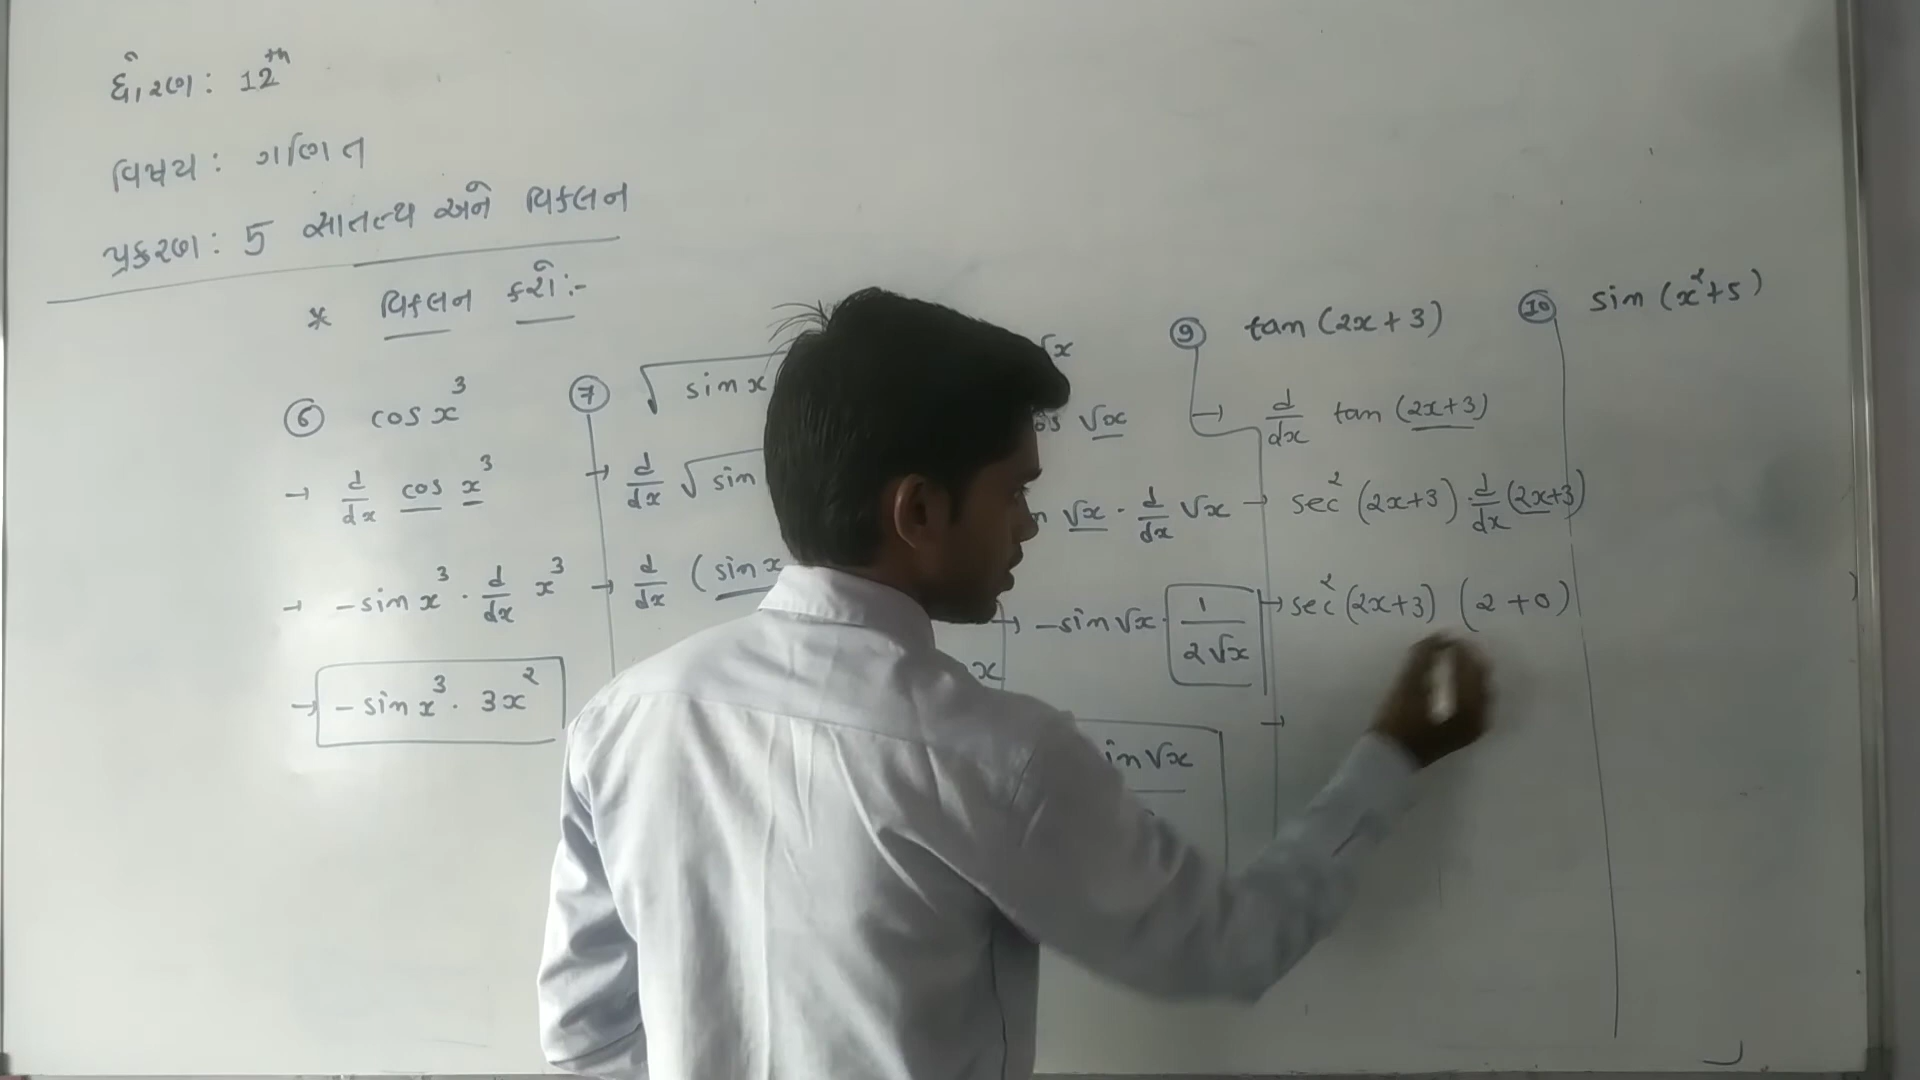 ધોરણ : 12th
વિષય : ગણિત
પ્રકરણ : 5 સાતત્ય અને વિકલન
* વિકલન કરો :-
⑥ cos x³
→ d/dx cos x³
→ -sin x³ · d/dx x³
→ -sin x³ · 3x²
⑦ √sin x
→ d/dx √sin
→ d/dx (sin x
√x
√x
√x · d/dx √x
→ -sin√x · 1/2√x
in√x
⑨ tan (2x+3)
→ d/dx tan (2x+3)
→ sec² (2x+3) · d/dx (2x+3)
→ sec² (2x+3) (2+0)
→
⑩ sin (x²+5)